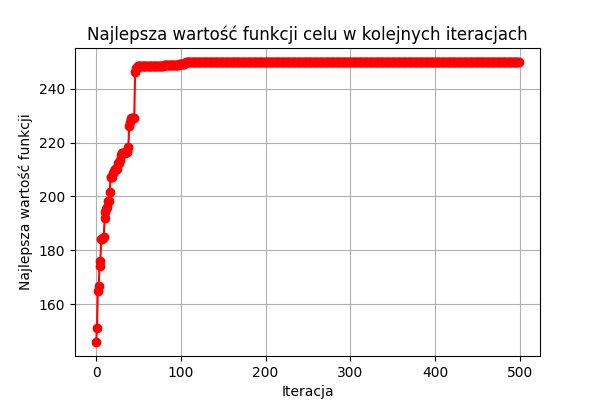 Najlepsza wartość funkcji celu w kolejnych iteracjach
Najlepsza wartość funkcji
240
220
200
180
160
0 100 200 300 400 500
Iteracja